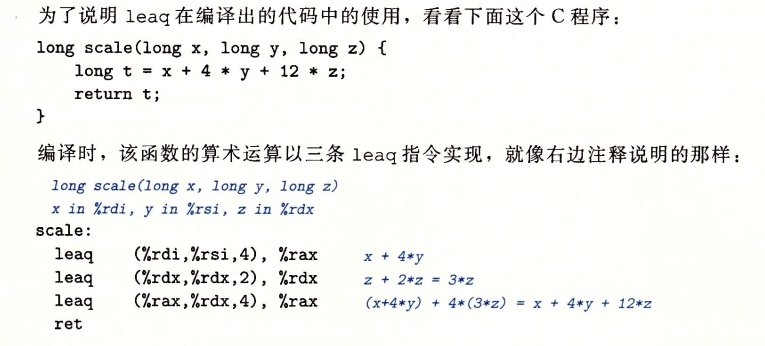 为了说明 leaq 在编译出的代码中的使用，看看下面这个 C 程序：
long scale(long x, long y, long z) {
    long t = x + 4 * y + 12 * z;
    return t;
}
编译时，该函数的算术运算以三条 leaq 指令实现，就像右边注释说明的那样：
long scale(long x, long y, long z)
x in %rdi, y in %rsi, z in %rdx
scale:
  leaq    (%rdi,%rsi,4), %rax    x + 4*y
  leaq    (%rdx,%rdx,2), %rdx    z + 2*z = 3*z
  leaq    (%rax,%rdx,4), %rax    (x+4*y) + 4*(3*z) = x + 4*y + 12*z
  ret